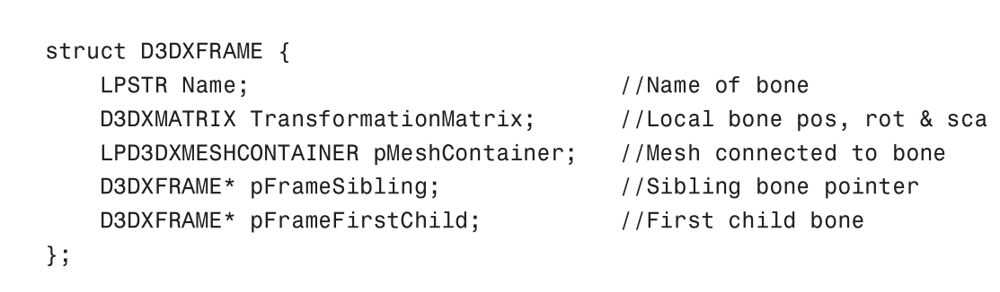 struct D3DXFRAME {
LPSTR Name; //Name of bone
D3DXMATRIX TransformationMatrix; //Local bone pos, rot & sca
LPD3DXMESHCONTAINER pMeshContainer; //Mesh connected to bone
D3DXFRAME* pFrameSibling; //Sibling bone pointer
D3DXFRAME* pFrameFirstChild; //First child bone
};